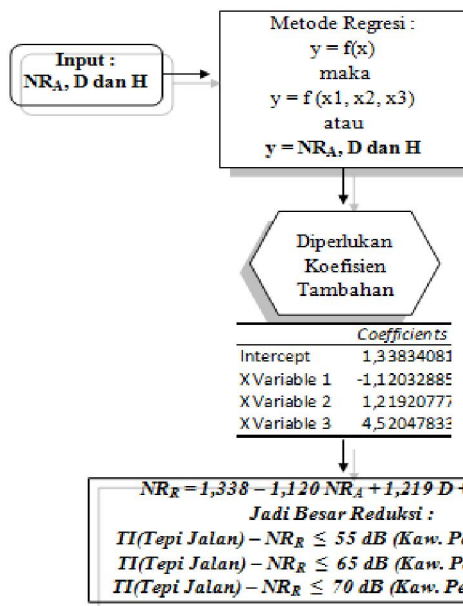 Input :
NR_A, D dan H
Metode Regresi :
y = f(x)
maka
y = f (x1, x2, x3)
atau
y = NR_A, D dan H
Diperlukan
Koefisien
Tambahan
Coefficients
Intercept 1,33834081
X Variable 1 -1,12032885
X Variable 2 1,21920777
X Variable 3 4,52047833
NR_R = 1,338 – 1,120 NR_A + 1,219 D +
Jadi Besar Reduksi :
TI(Tepi Jalan) – NR_R ≤ 55 dB (Kaw.
TI(Tepi Jalan) – NR_R ≤ 65 dB (Kaw.
TI(Tepi Jalan) – NR_R ≤ 70 dB (Kaw.